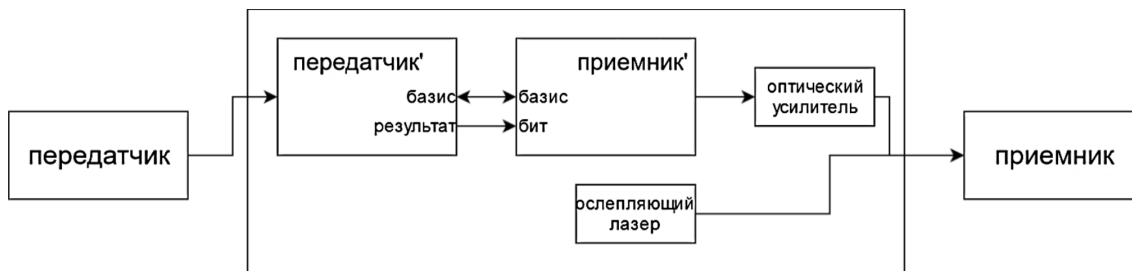 передатчик
передатчик'
базис
результат
приемник'
базис
бит
оптический
усилитель
ослепляющий
лазер
приемник